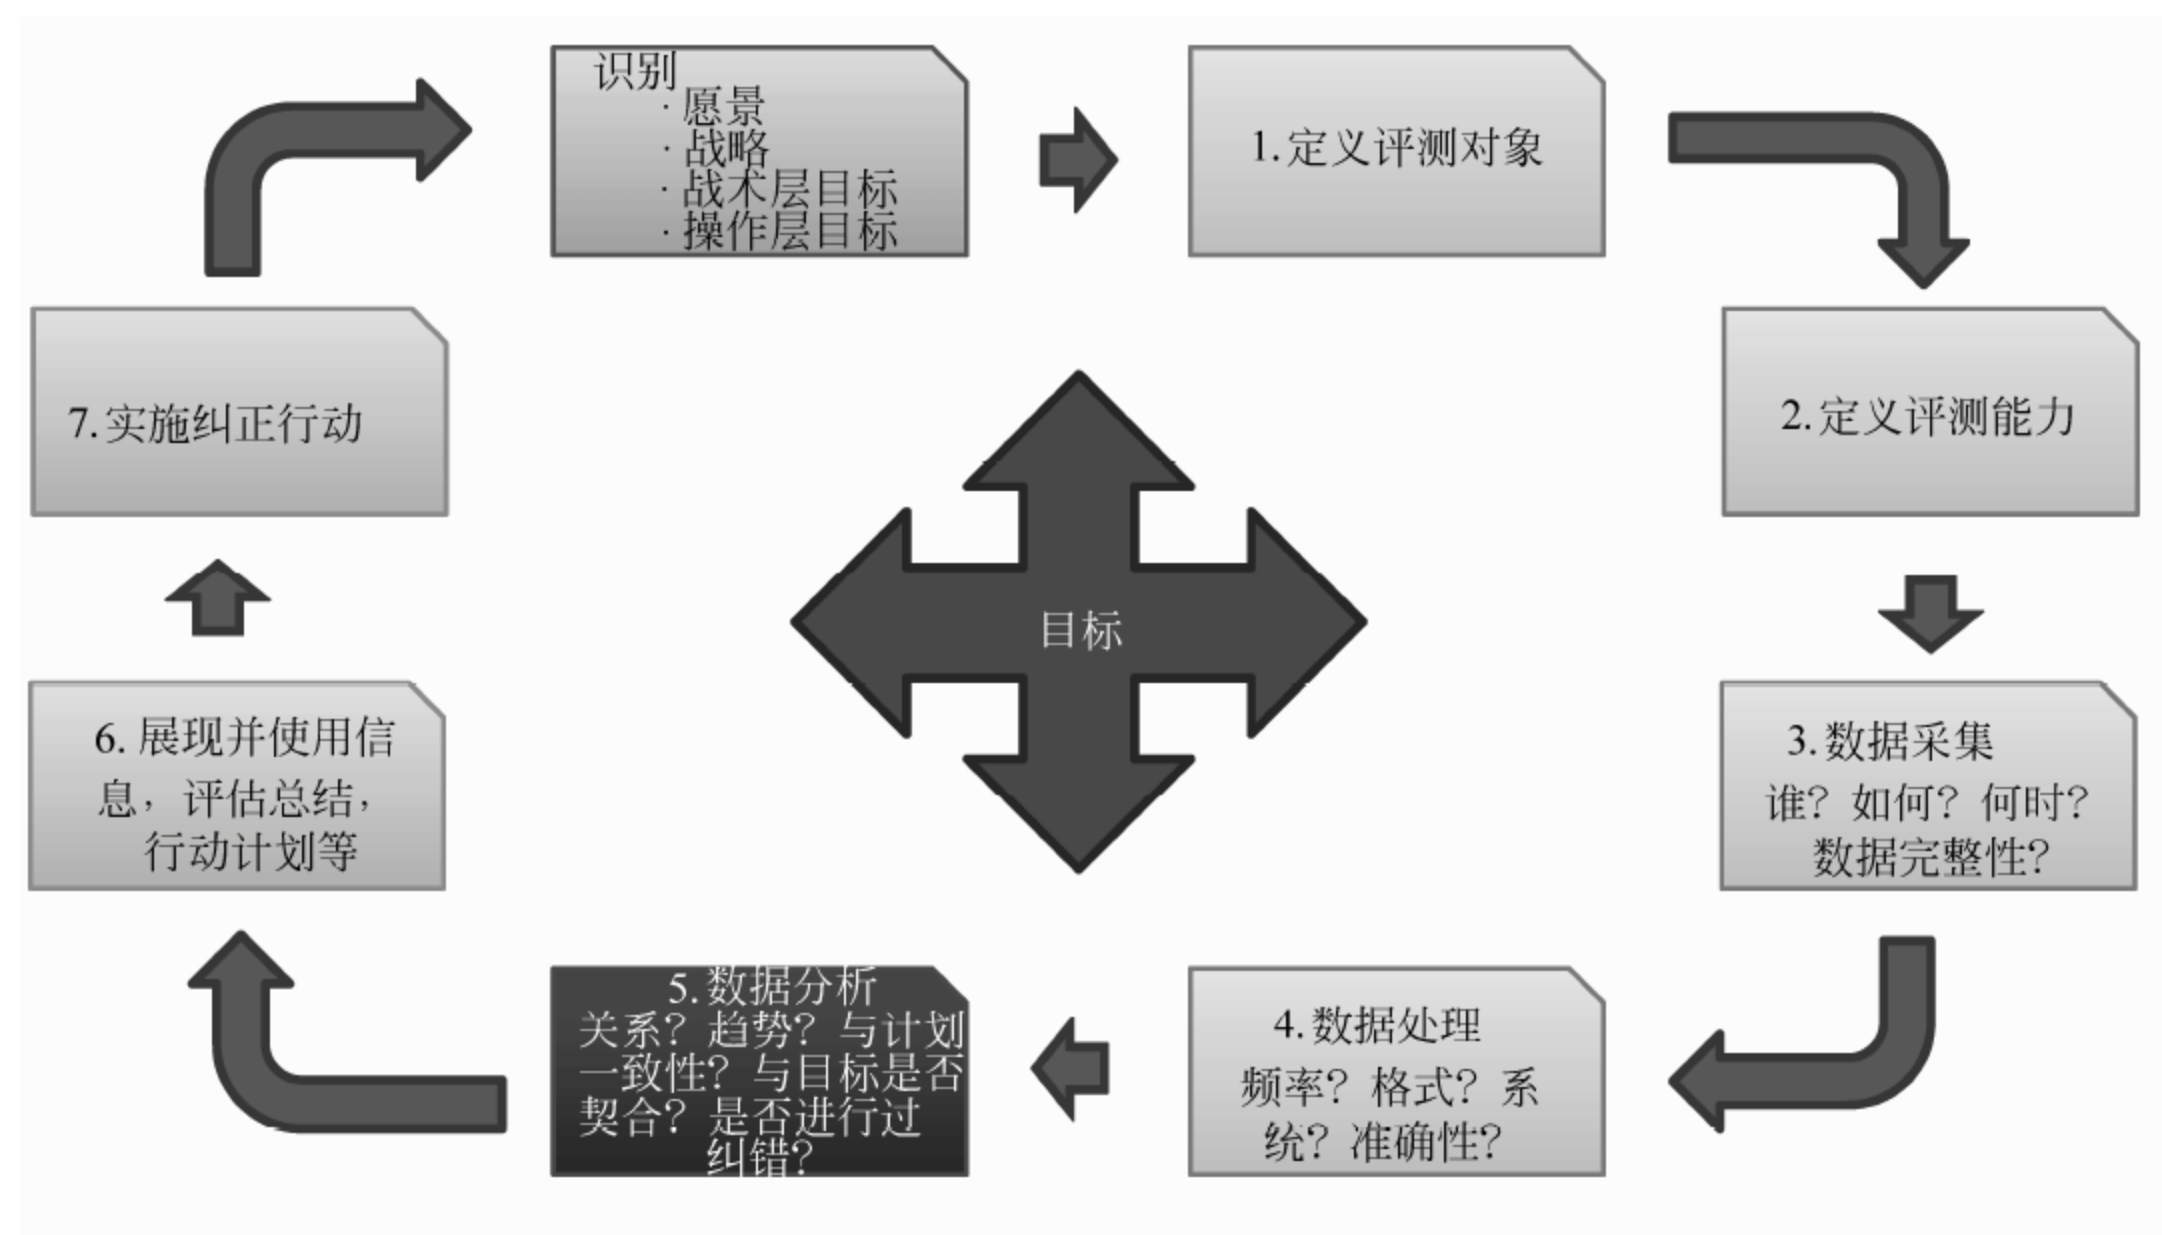 识别
·愿景
·战略
·战术层目标
·操作层目标
1.定义评测对象
2.定义评测能力
3.数据采集
谁？如何？何时？
数据完整性？
4.数据处理
频率？格式？系
统？准确性？
5.数据分析
关系？趋势？与计划
一致性？与目标是否
契合？是否进行过
纠错？
6.展现并使用信
息，评估总结，
行动计划等
7.实施纠正行动
目标